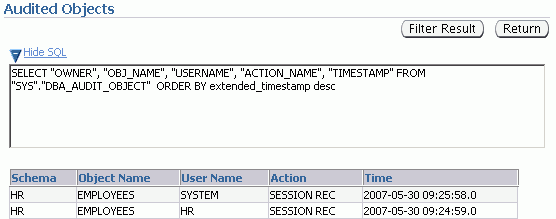 Audited Objects
Filter Result Return
Hide SQL
SELECT "OWNER", "OBJ_NAME", "USERNAME", "ACTION_NAME", "TIMESTAMP" FROM
"SYS"."DBA_AUDIT_OBJECT" ORDER BY extended_timestamp desc
Schema Object Name User Name Action Time
HR EMPLOYEES SYSTEM SESSION REC 2007-05-30 09:25:58.0
HR EMPLOYEES HR SESSION REC 2007-05-30 09:24:59.0